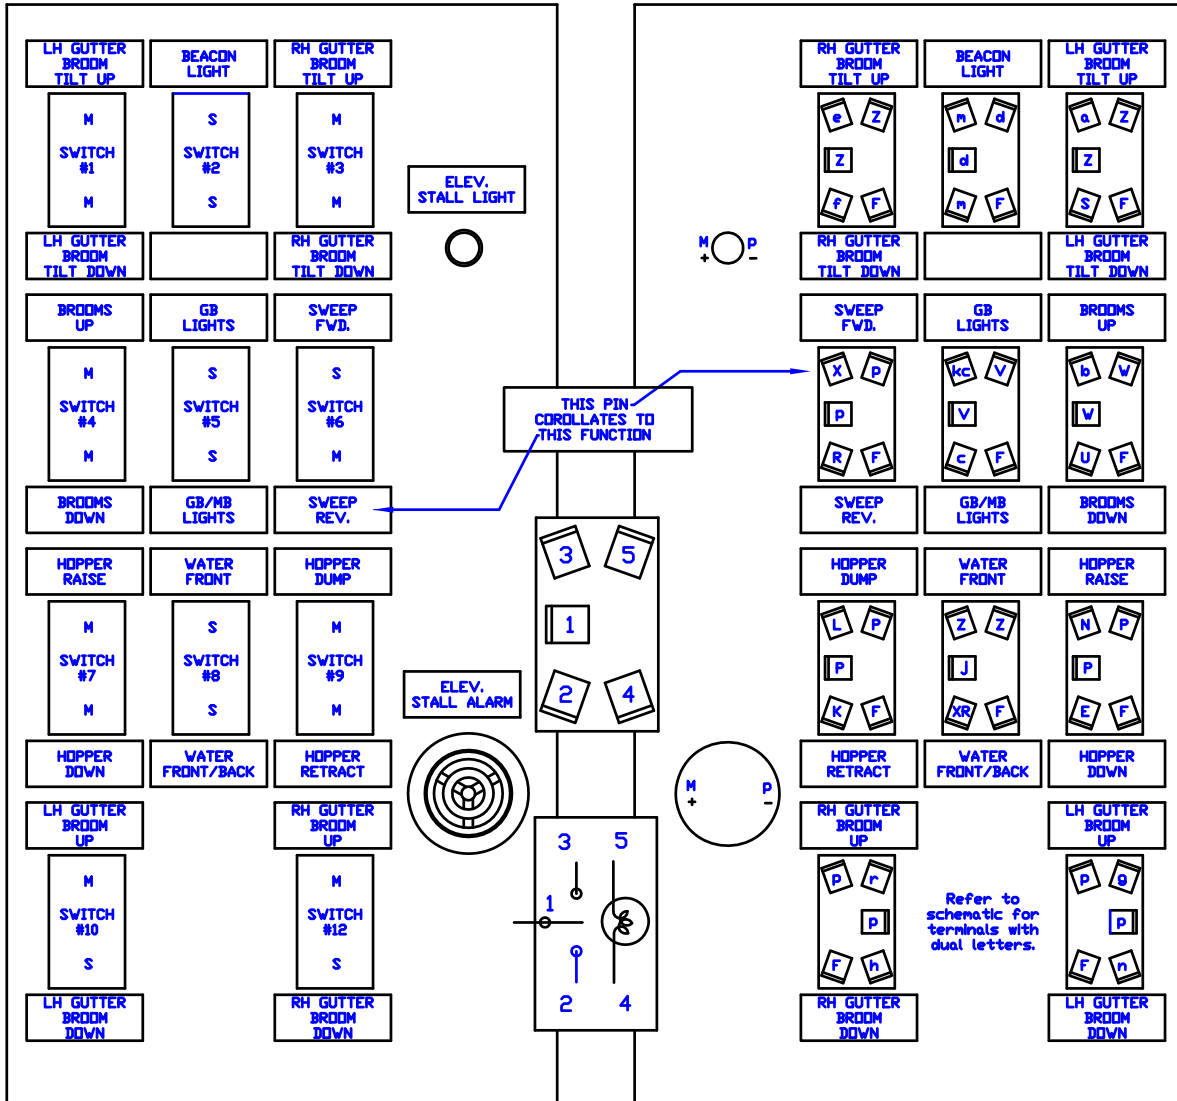 LH GUTTER
BROOM
TILT UP
BEACON
LIGHT
RH GUTTER
BROOM
TILT UP
M
SWITCH
#1
M
S
SWITCH
#2
S
M
SWITCH
#3
M
LH GUTTER
BROOM
TILT DOWN
RH GUTTER
BROOM
TILT DOWN
ELEV.
STALL LIGHT
BROOMS
UP
GB
LIGHTS
SWEEP
FWD.
M
SWITCH
#4
M
S
SWITCH
#5
S
S
SWITCH
#6
M
BROOMS
DOWN
GB/MB
LIGHTS
SWEEP
REV.
THIS PIN
COROLLATES TO
THIS FUNCTION
HOPPER
RAISE
WATER
FRONT
HOPPER
DUMP
M
SWITCH
#7
M
S
SWITCH
#8
S
M
SWITCH
#9
M
HOPPER
DOWN
WATER
FRONT/BACK
HOPPER
RETRACT
ELEV.
STALL ALARM
LH GUTTER
BROOM
UP
RH GUTTER
BROOM
UP
M
SWITCH
#10
S
M
SWITCH
#12
S
LH GUTTER
BROOM
DOWN
RH GUTTER
BROOM
DOWN
3 5
1
2 4
3 5
1
2 4
RH GUTTER
BROOM
TILT UP
BEACON
LIGHT
LH GUTTER
BROOM
TILT UP
e Z
Z
f F
m d
d
m F
a Z
Z
S F
M p
+ -
RH GUTTER
BROOM
TILT DOWN
LH GUTTER
BROOM
TILT DOWN
SWEEP
FWD.
GB
LIGHTS
BROOMS
UP
X p
p
R F
kc V
V
c F
b W
W
U F
SWEEP
REV.
GB/MB
LIGHTS
BROOMS
DOWN
HOPPER
DUMP
WATER
FRONT
HOPPER
RAISE
L P
P
K F
Z Z
J
XR F
N P
P
E F
HOPPER
RETRACT
WATER
FRONT/BACK
HOPPER
DOWN
M p
+ -
RH GUTTER
BROOM
UP
LH GUTTER
BROOM
UP
p r
p
F h
Refer to
schematic for
terminals with
dual letters.
p g
p
F n
RH GUTTER
BROOM
DOWN
LH GUTTER
BROOM
DOWN